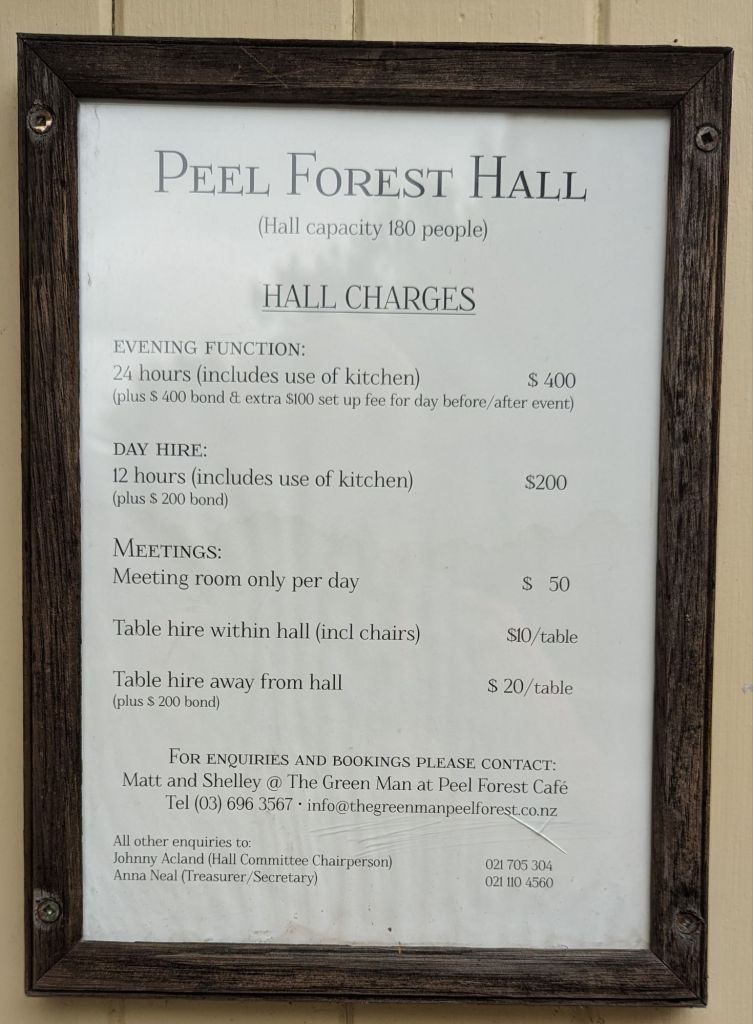 PEEL FOREST HALL
(Hall capacity 180 people)
HALL CHARGES
EVENING FUNCTION:
24 hours (includes use of kitchen) $ 400
(plus $ 400 bond & extra $100 set up fee for day before/after event)
DAY HIRE:
12 hours (includes use of kitchen) $200
(plus $ 200 bond)
MEETINGS:
Meeting room only per day $ 50
Table hire within hall (incl chairs) $10/table
Table hire away from hall $ 20/table
(plus $ 200 bond)
FOR ENQUIRIES AND BOOKINGS PLEASE CONTACT:
Matt and Shelley @ The Green Man at Peel Forest Café
Tel (03) 696 3567 · info@thegreenmanpeelforest.co.nz
All other enquiries to:
Johnny Acland (Hall Committee Chairperson) 021 705 304
Anna Neal (Treasurer/Secretary) 021 110 4560